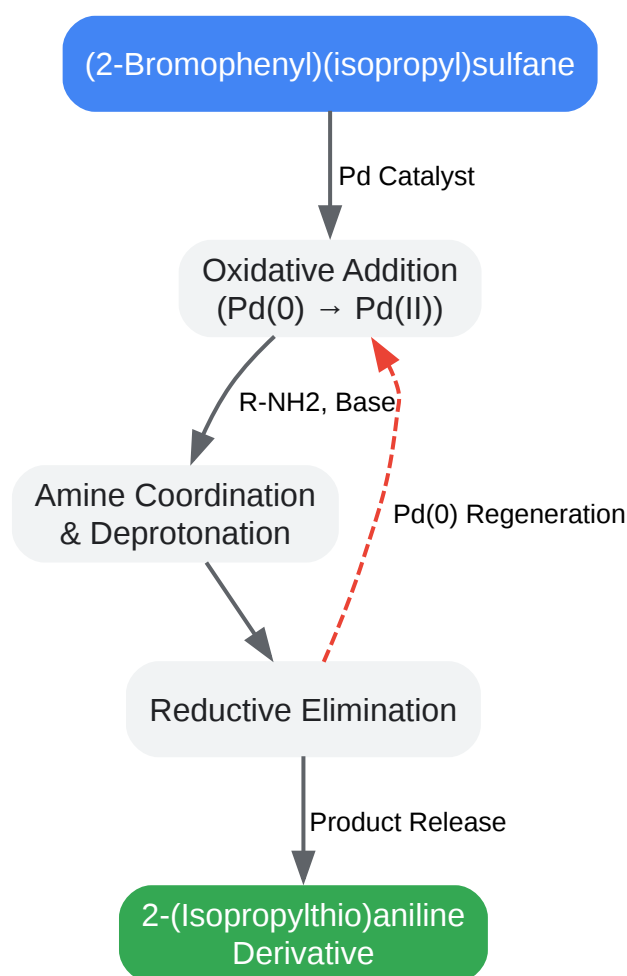 (2-Bromophenyl)(isopropyl)sulfane
Pd Catalyst
Oxidative Addition
(Pd(0) → Pd(II))
R-NH2, Base
Amine Coordination
& Deprotonation
Pd(0) Regeneration
Reductive Elimination
Product Release
2-(Isopropylthio)aniline
Derivative